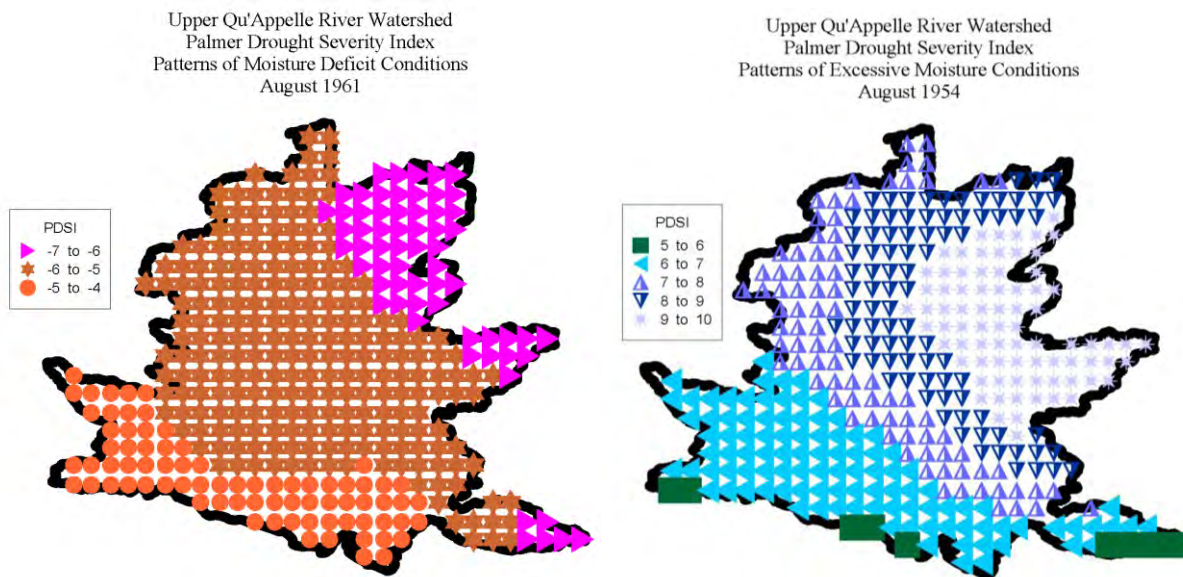 Upper Qu'Appelle River Watershed
Palmer Drought Severity Index
Patterns of Moisture Deficit Conditions
August 1961
PDSI
-7 to -6
-6 to -5
-5 to -4
Upper Qu'Appelle River Watershed
Palmer Drought Severity Index
Patterns of Excessive Moisture Conditions
August 1954
PDSI
5 to 6
6 to 7
7 to 8
8 to 9
9 to 10